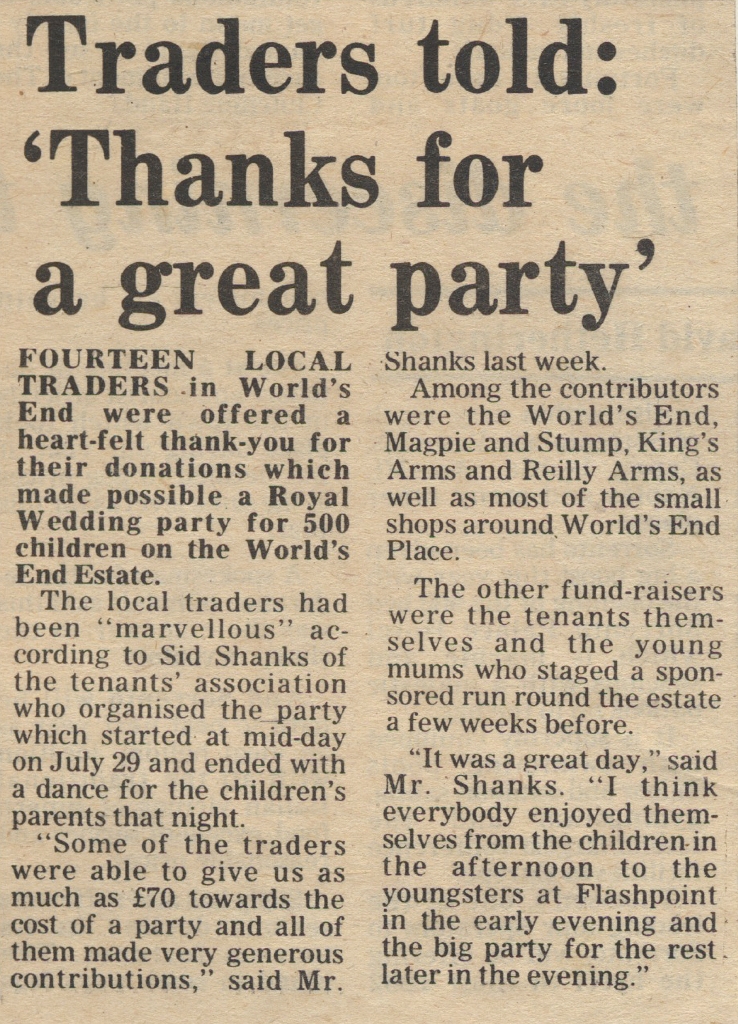 Traders told:
‘Thanks for
a great party’
FOURTEEN LOCAL
TRADERS in World's
End were offered a
heart-felt thank-you for
their donations which
made possible a Royal
Wedding party for 500
children on the World's
End Estate.
The local traders had
been "marvellous" ac-
cording to Sid Shanks of
the tenants' association
who organised the party
which started at mid-day
on July 29 and ended with
a dance for the children's
parents that night.
"Some of the traders
were able to give us as
much as £70 towards the
cost of a party and all of
them made very generous
contributions," said Mr.
Shanks last week.
Among the contributors
were the World's End,
Magpie and Stump, King's
Arms and Reilly Arms, as
well as most of the small
shops around World's End
Place.
The other fund-raisers
were the tenants them-
selves and the young
mums who staged a spon-
sored run round the estate
a few weeks before.
"It was a great day," said
Mr. Shanks. "I think
everybody enjoyed them-
selves from the children in
the afternoon to the
youngsters at Flashpoint
in the early evening and
the big party for the rest
later in the evening."